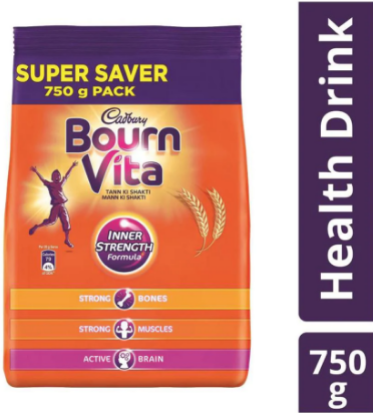 SUPER SAVER
750 g PACK
Cadbury
Bourn
Vita
TANN KI SHAKTI
MANN KI SHAKTI
INNER
STRENGTH
Formula
STRONG BONES
STRONG MUSCLES
ACTIVE BRAIN
Health Drink
750
g